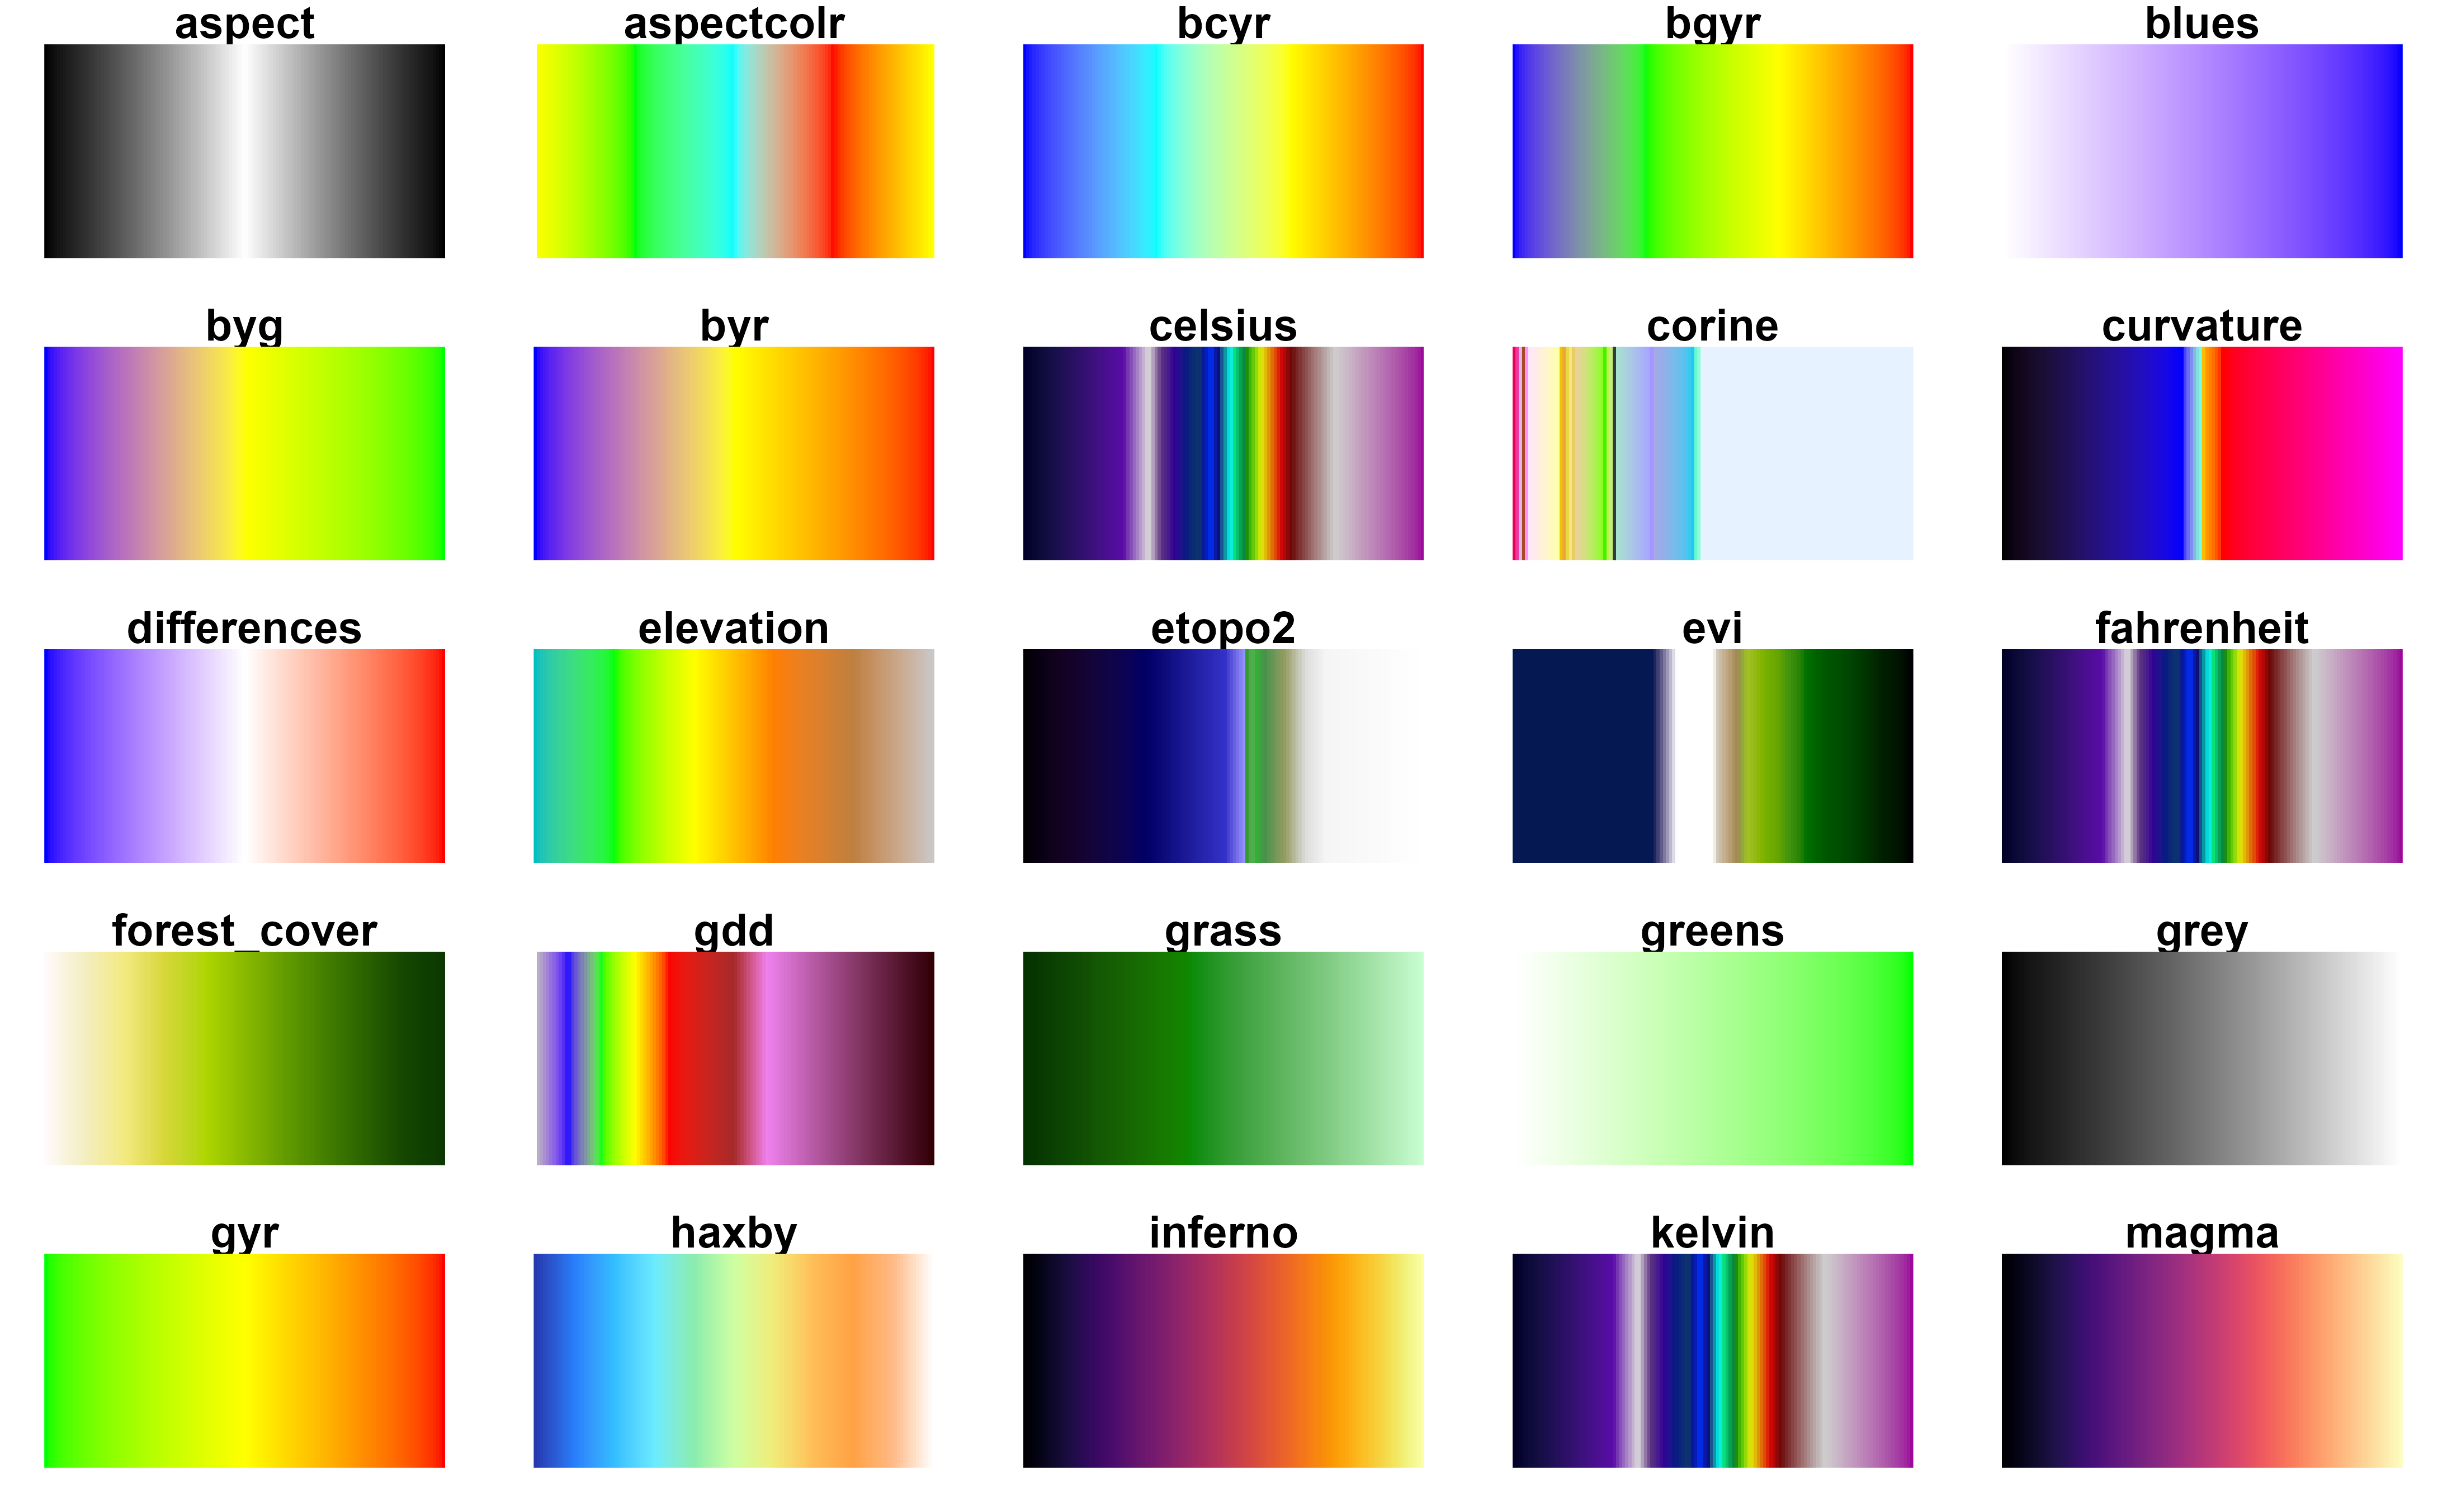 aspect aspectcolr bcyr bgyr blues
byg byr celsius corine curvature
differences elevation etopo2 evi fahrenheit
forest_cover gdd grass greens grey
gyr haxby inferno kelvin magma